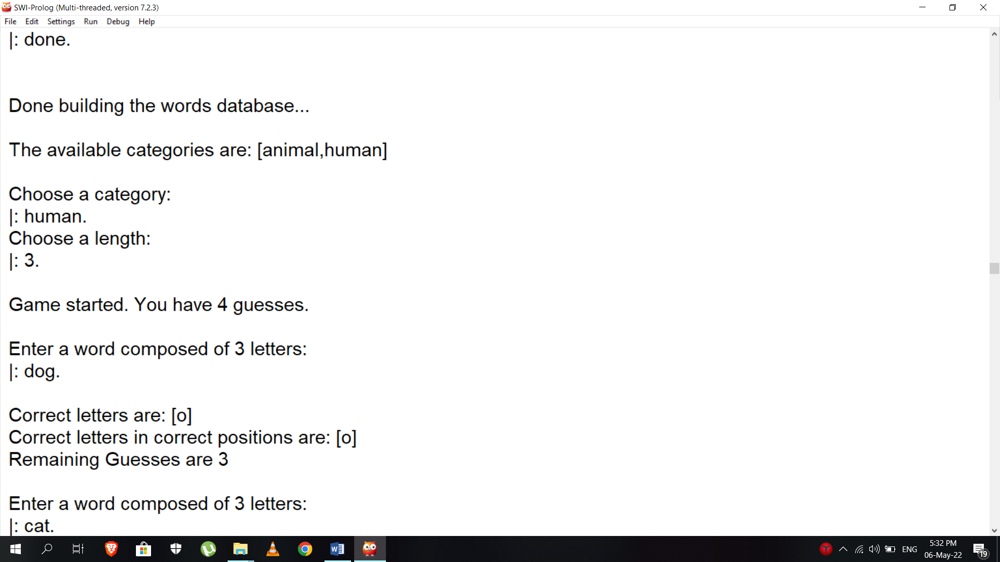 SWI-Prolog (Multi-threaded, version 7.2.3)
File Edit Settings Run Debug Help
|: done.
Done building the words database...
The available categories are: [animal,human]
Choose a category:
|: human.
Choose a length:
|: 3.
Game started. You have 4 guesses.
Enter a word composed of 3 letters:
|: dog.
Correct letters are: [o]
Correct letters in correct positions are: [o]
Remaining Guesses are 3
Enter a word composed of 3 letters:
|: cat.
ENG
5:32 PM
06-May-22
19